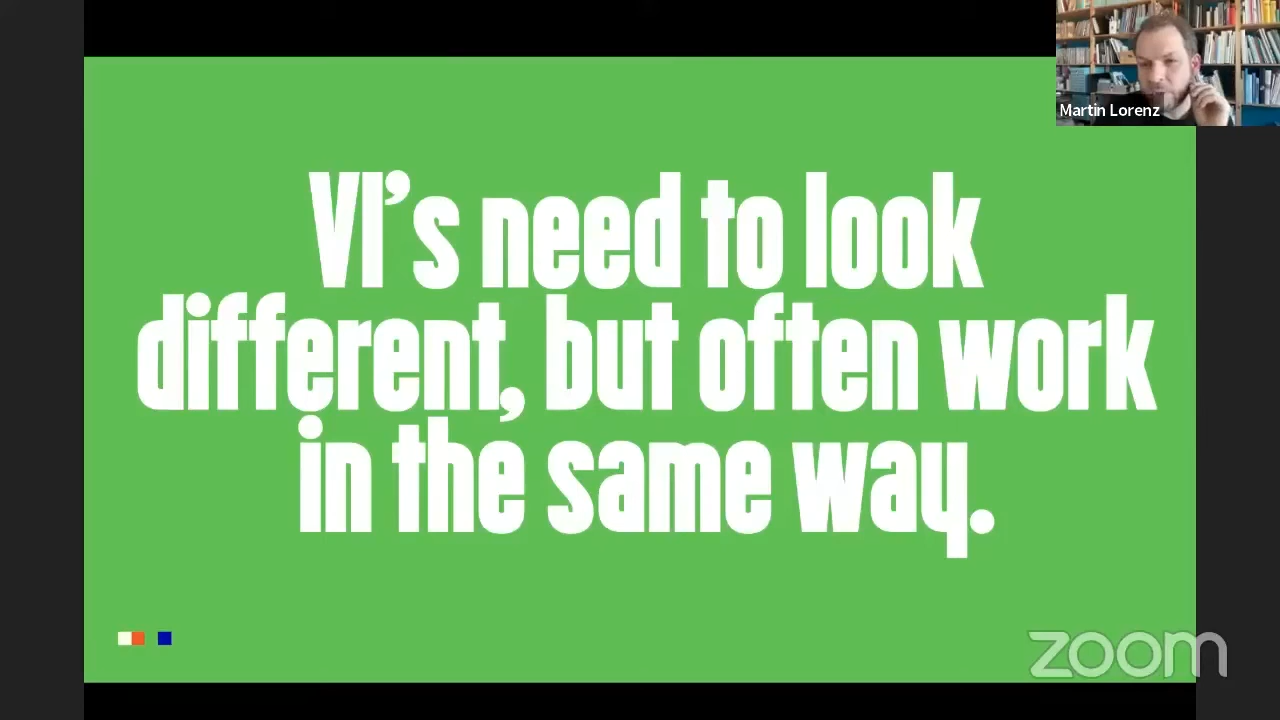 Martin Lorenz
VI’s need to look
different, but often work
in the same way.
zoom